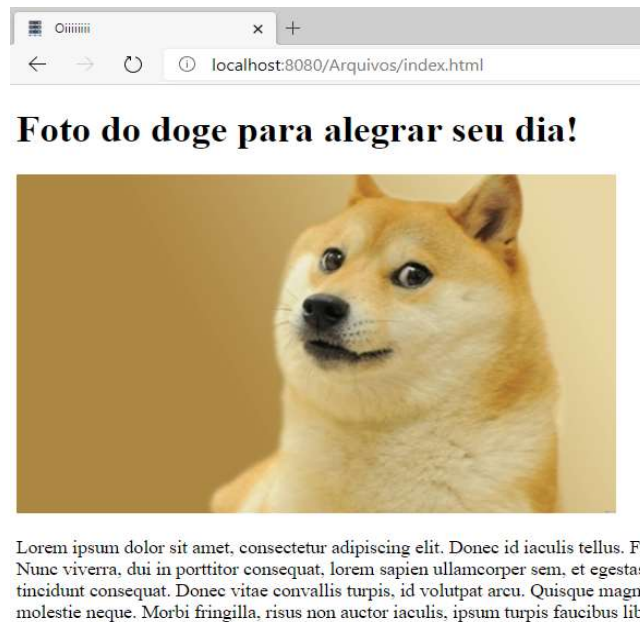 Oiiiiiiii
localhost:8080/Arquivos/index.html
Foto do doge para alegrar seu dia!
Lorem ipsum dolor sit amet, consectetur adipiscing elit. Donec id iaculis tellus. F
Nunc viverra, dui in porttitor consequat, lorem sapien ullamcorper sem, et egestas
tincidunt consequat. Donec vitae convallis turpis, id volutpat arcu. Quisque magn
molestie neque. Morbi fringilla, risus non auctor iaculis, ipsum turpis faucibus lib